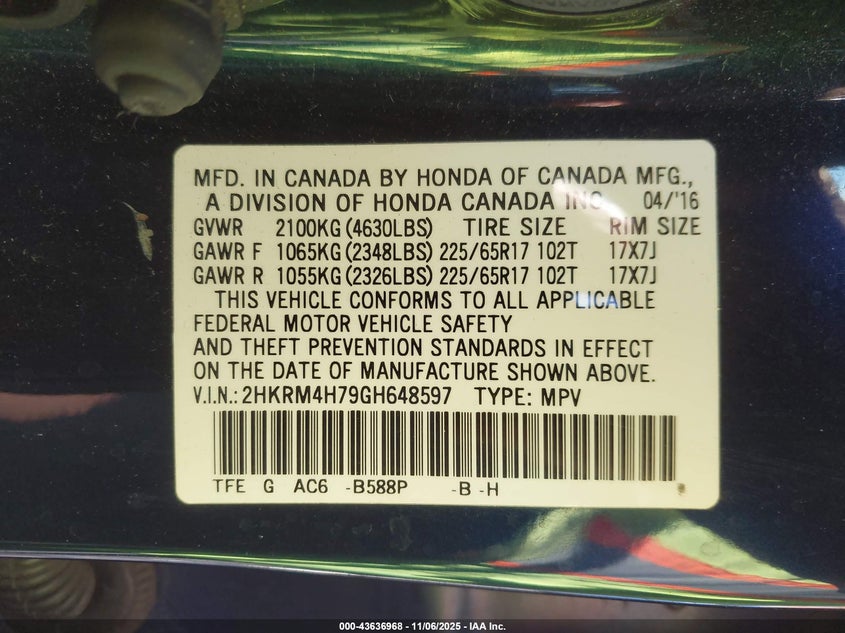 MFD. IN CANADA BY HONDA OF CANADA MFG.,
A DIVISION OF HONDA CANADA INC 04/'16
GVWR 2100KG (4630LBS) TIRE SIZE RIM SIZE
GAWR F 1065KG (2348LBS) 225/65R17 102T 17X7J
GAWR R 1055KG (2326LBS) 225/65R17 102T 17X7J
THIS VEHICLE CONFORMS TO ALL APPLICABLE
FEDERAL MOTOR VEHICLE SAFETY
AND THEFT PREVENTION STANDARDS IN EFFECT
ON THE DATE OF MANUFACTURE SHOWN ABOVE.
V.I.N.: 2HKRM4H79GH648597 TYPE: MPV
TFE G AC6 -B588P -B -H
000-43636968 - 11/06/2025 - IAA Inc.